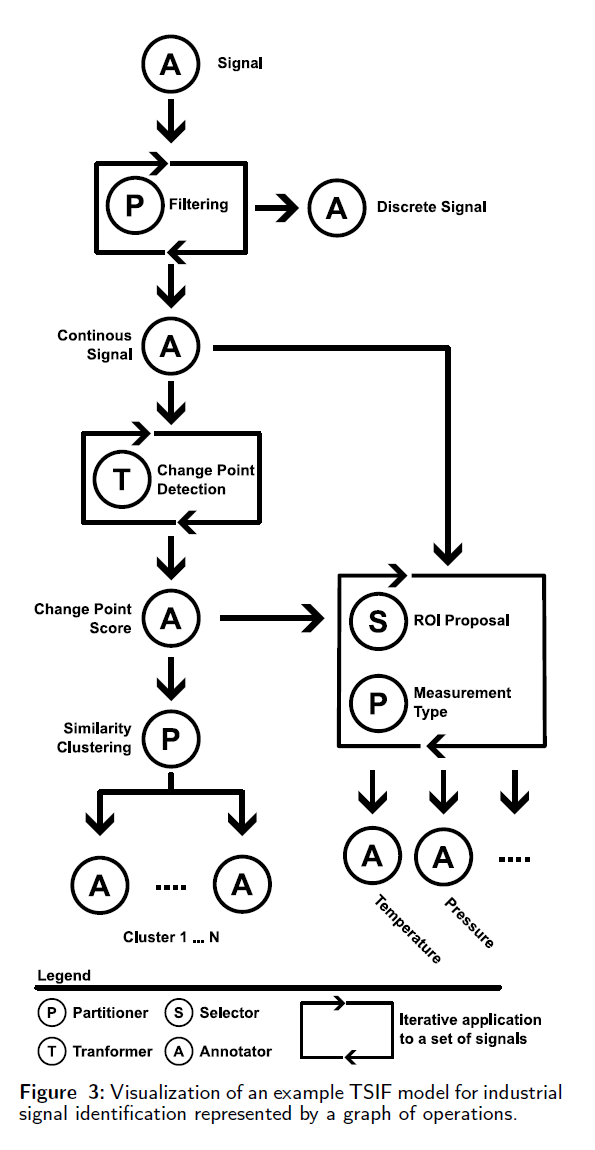 A Signal
P Filtering
A Discrete Signal
Continous
Signal
A
T Change Point
Detection
Change Point
Score
A
S ROI Proposal
P Measurement
Type
Similarity
Clustering
P
A
A
....
A
A
....
Temperature
Pressure
Cluster 1 ... N
Legend
P Partitioner S Selector
T Tranformer A Annotator
Iterative application
to a set of signals
Figure 3: Visualization of an example TSIF model for industrial
signal identification represented by a graph of operations.